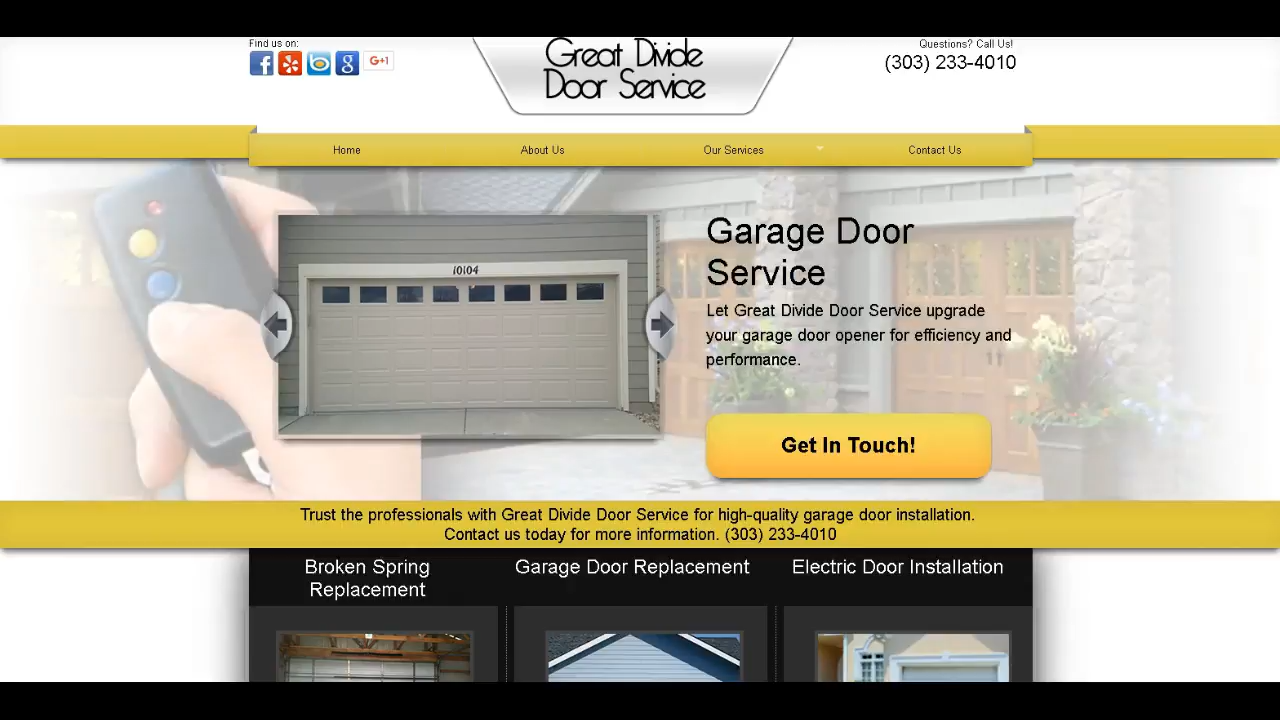 Find us on:
G+1
Great Divide
Door Service
Questions? Call Us!
(303) 233-4010
Home
About Us
Our Services
Contact Us
10104
Garage Door
Service
Let Great Divide Door Service upgrade
your garage door opener for efficiency and
performance.
Get In Touch!
Trust the professionals with Great Divide Door Service for high-quality garage door installation.
Contact us today for more information. (303) 233-4010
Broken Spring
Replacement
Garage Door Replacement
Electric Door Installation